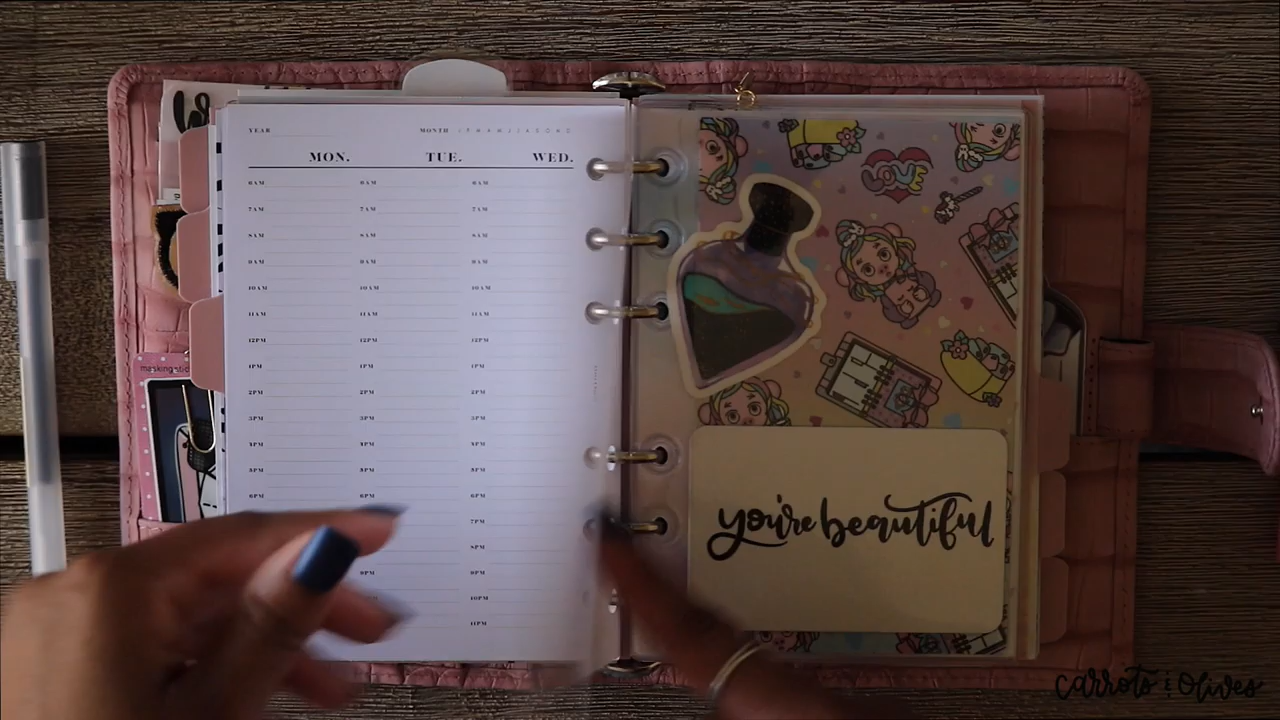 YEAR MONTH J F M A M J J A S O N D
MON. TUE. WED.
6AM 6AM 6AM
7AM 7AM 7AM
8AM 8AM 8AM
9AM 9AM 9AM
10AM 10AM 10AM
11AM 11AM 11AM
12PM 12PM 12PM
1PM 1PM 1PM
2PM 2PM 2PM
3PM 3PM 3PM
4PM 4PM 4PM
5PM 5PM 5PM
6PM 6PM 6PM
7PM
8PM
9PM 9PM
10PM
11PM
masking stic
LOVE
you're beautiful
Carrots & Olives